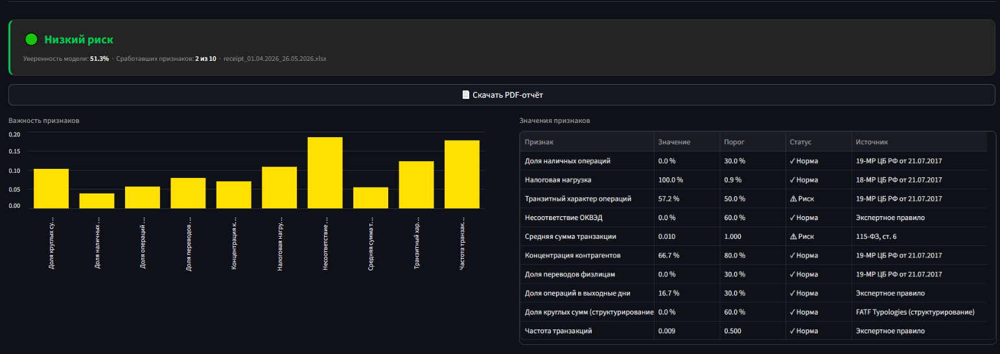 Низкий риск
Уверенность модели: 51.3% · Сработавших признаков: 2 из 10 · receipt_01.04.2026_26.05.2026.xlsx
Скачать PDF-отчёт
Важность признаков
0.20
0.15
0.10
0.05
0.00
Доля круглых су…
Доля наличных …
Доля операций …
Доля переводов …
Концентрация к…
Налоговая нагру…
Несоответствие …
Средняя сумма т…
Транзитный хар…
Частота транзак…
Значения признаков
Признак Значение Порог Статус Источник
Доля наличных операций 0.0 % 30.0 % ✓ Норма 19-МР ЦБ РФ от 21.07.2017
Налоговая нагрузка 100.0 % 0.9 % ✓ Норма 18-МР ЦБ РФ от 21.07.2017
Транзитный характер операций 57.2 % 50.0 % ⚠ Риск 19-МР ЦБ РФ от 21.07.2017
Несоответствие ОКВЭД 0.0 % 60.0 % ✓ Норма Экспертное правило
Средняя сумма транзакции 0.010 1.000 ⚠ Риск 115-ФЗ, ст. 6
Концентрация контрагентов 66.7 % 80.0 % ✓ Норма 19-МР ЦБ РФ от 21.07.2017
Доля переводов физлицам 0.0 % 30.0 % ✓ Норма 19-МР ЦБ РФ от 21.07.2017
Доля операций в выходные дни 16.7 % 30.0 % ✓ Норма Экспертное правило
Доля круглых сумм (структурирование 0.0 % 60.0 % ✓ Норма FATF Typologies (структурирование)
Частота транзакций 0.009 0.500 ✓ Норма Экспертное правило